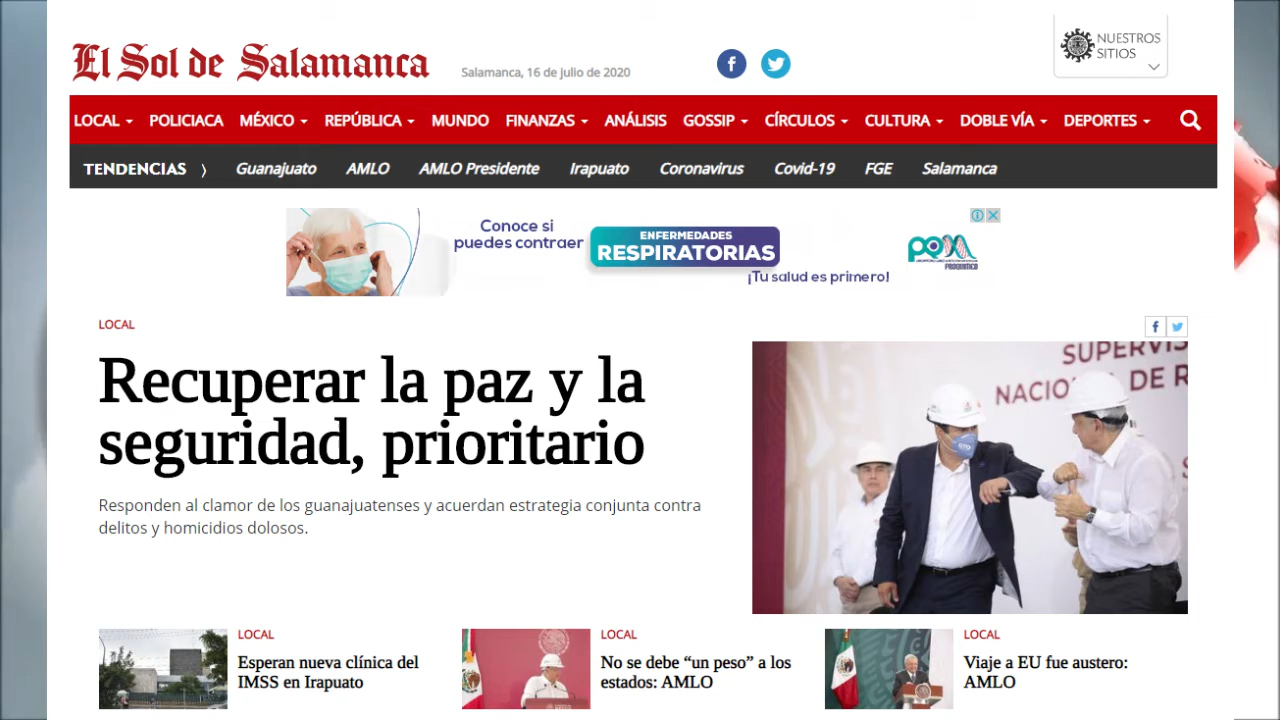 El Sol de Salamanca
Salamanca, 16 de julio de 2020
NUESTROS
SITIOS
LOCAL POLICIACA MÉXICO REPÚBLICA MUNDO FINANZAS ANÁLISIS GOSSIP CÍRCULOS CULTURA DOBLE VÍA DEPORTES
TENDENCIAS Guanajuato AMLO AMLO Presidente Irapuato Coronavirus Covid-19 FGE Salamanca
Conoce si
puedes contraer
ENFERMEDADES
RESPIRATORIAS
¡Tu salud es primero!
PQM
PROQUIMTCO
LOCAL
Recuperar la paz y la
seguridad, prioritario
Responden al clamor de los guanajuatenses y acuerdan estrategia conjunta contra
delitos y homicidios dolosos.
SUPERVIS
NAC DE R
LOCAL
Esperan nueva clínica del
IMSS en Irapuato
LOCAL
No se debe “un peso” a los
estados: AMLO
LOCAL
Viaje a EU fue austero:
AMLO